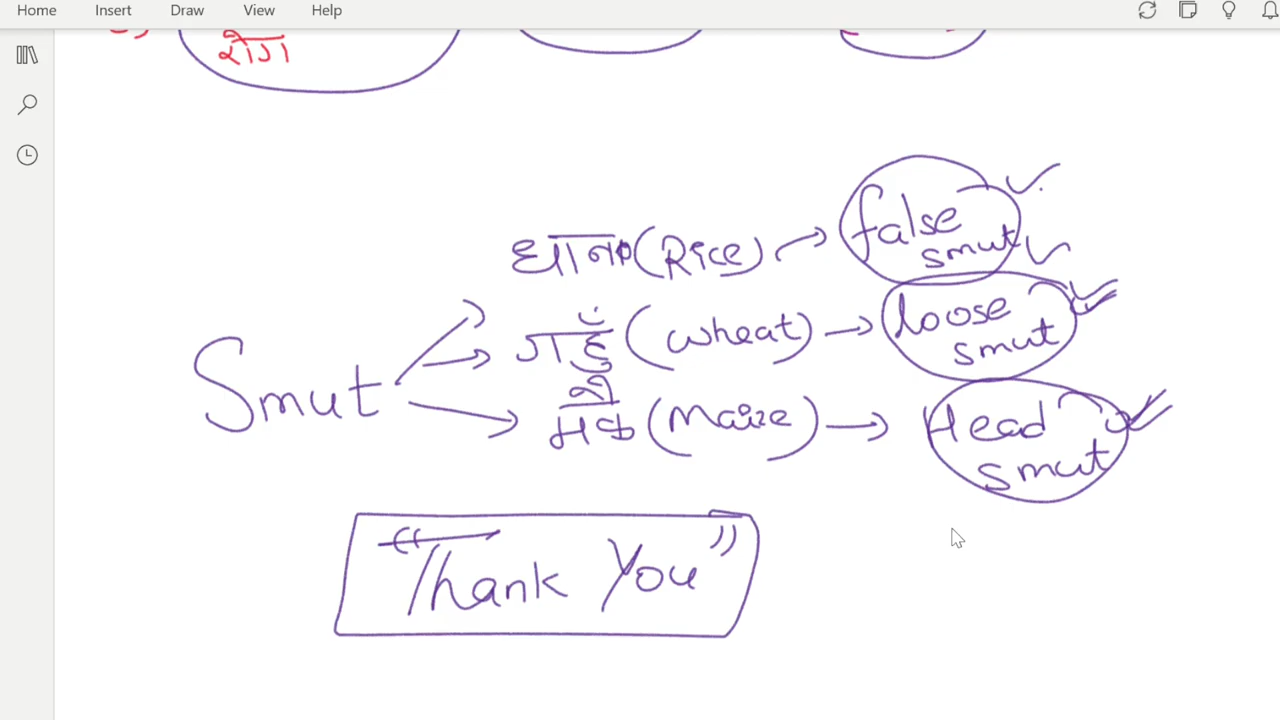 Home Insert Draw View Help
रोग
धान (Rice) → false smut
Smut → गेहूँ (wheat) → loose smut
मक्के (Maize) → Head smut
"Thank You"